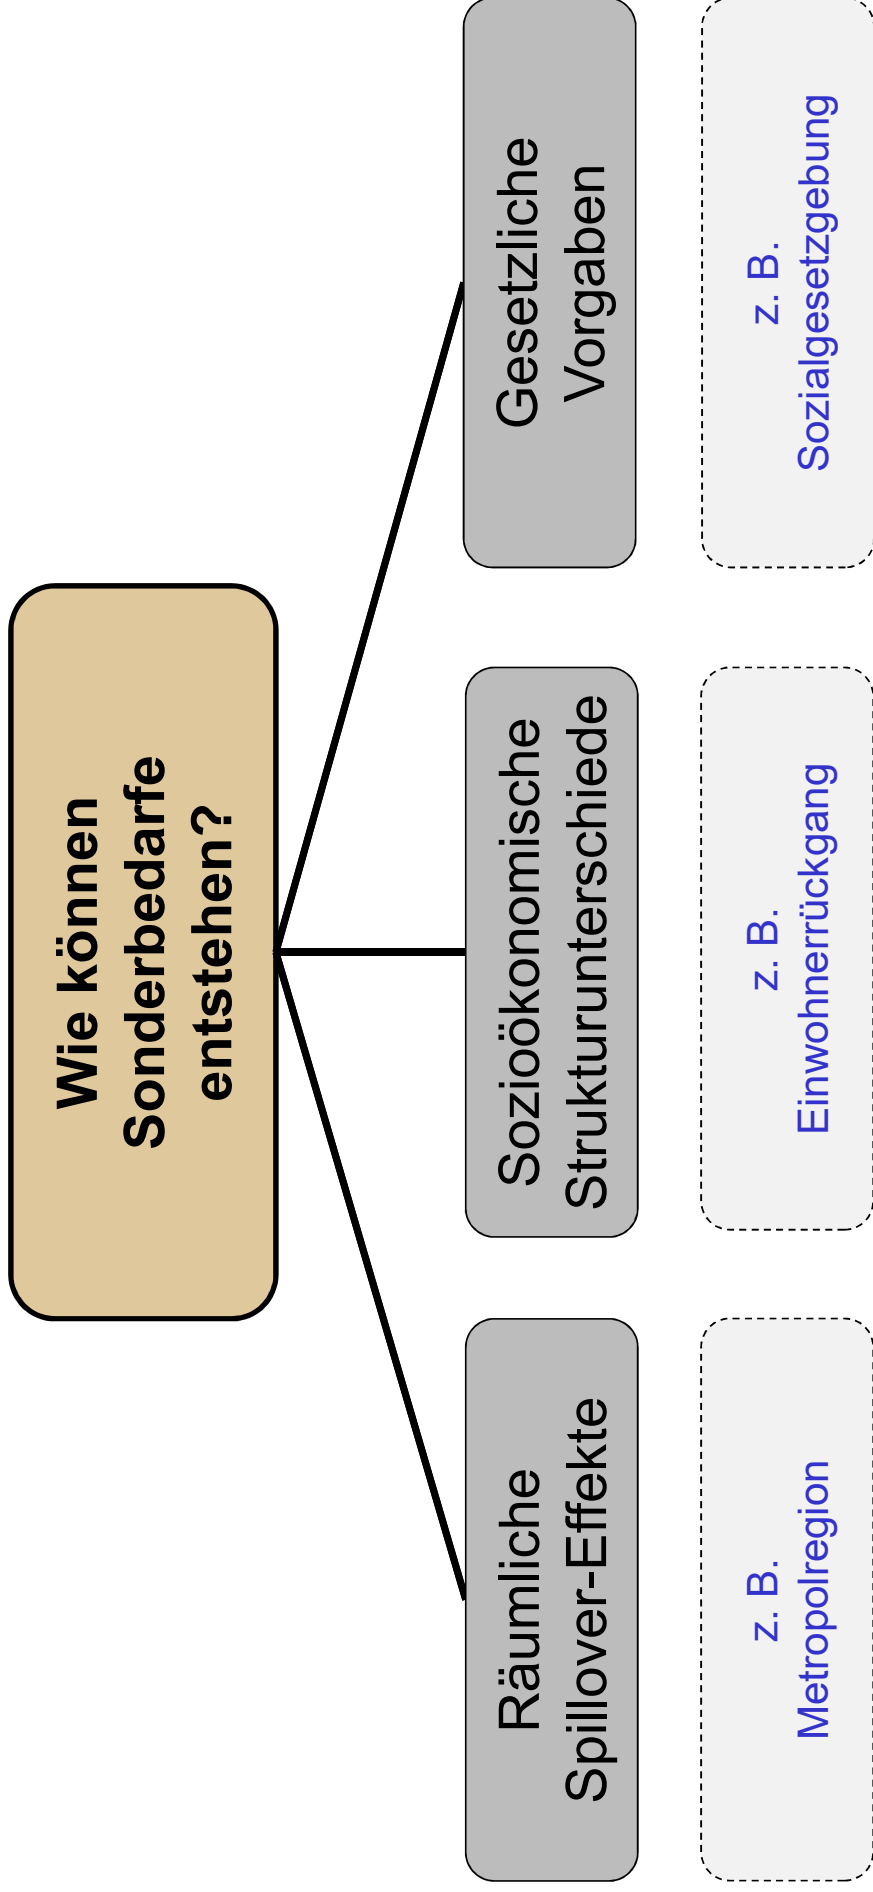 Wie können
Sonderbedarfe
entstehen?
Räumliche
Spillover-Effekte
Sozioökonomische
Strukturunterschiede
Gesetzliche
Vorgaben
z. B.
Metropolregion
z. B.
Einwohnerrückgang
z. B.
Sozialgesetzgebung